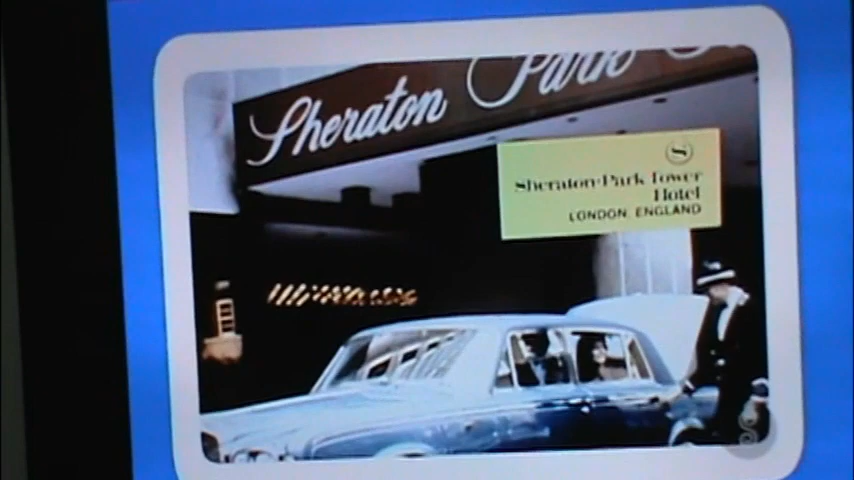 Sheraton Park
S
Sheraton-Park Tower
Hotel
LONDON, ENGLAND